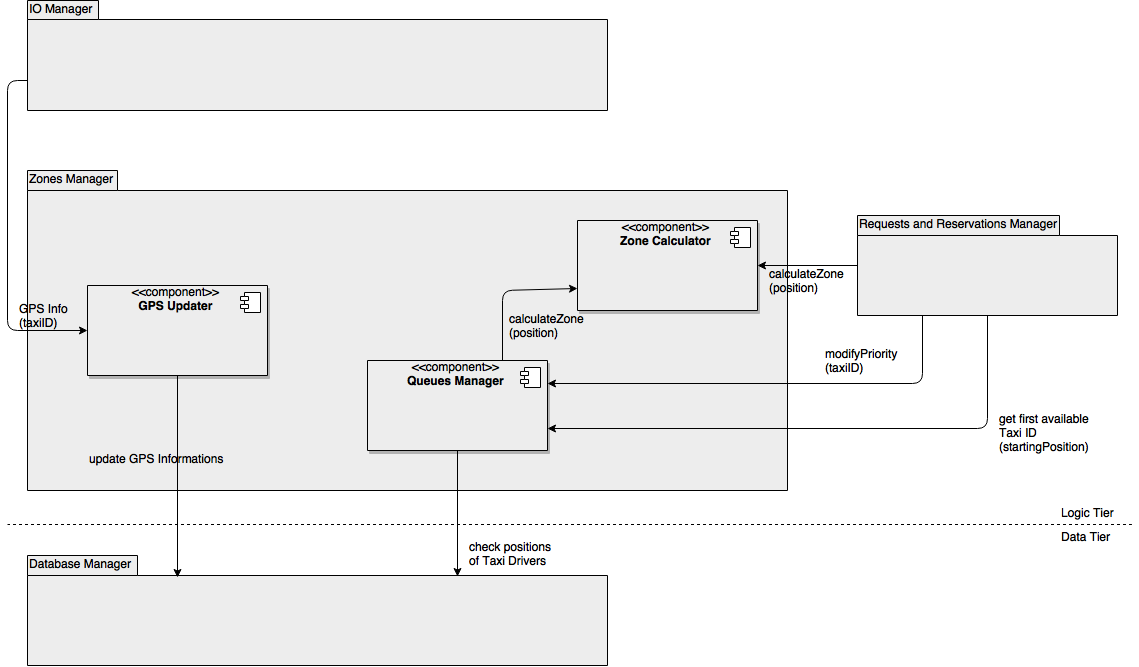 IO Manager
Zones Manager
<<component>>
Zone Calculator
Requests and Reservations Manager
calculateZone
(position)
<<component>>
GPS Updater
GPS Info
(taxiID)
calculateZone
(position)
<<component>>
Queues Manager
modifyPriority
(taxiID)
get first available
Taxi ID
(startingPosition)
update GPS Informations
Logic Tier
Data Tier
check positions
of Taxi Drivers
Database Manager